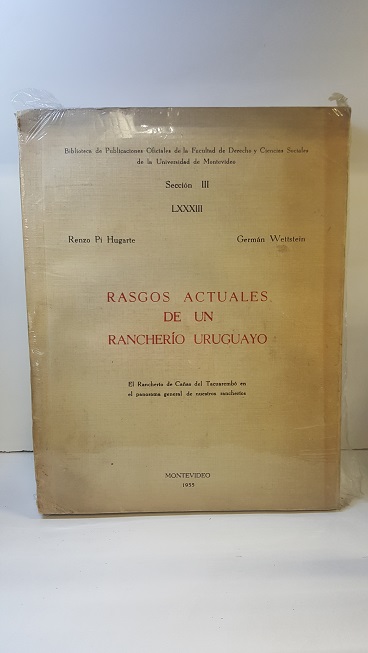 Biblioteca de Publicaciones Oficiales de la Facultad de Derecho y Ciencias Sociales
de la Universidad de Montevideo
Sección III
LXXXIII
Renzo Pi Hugarte
Germán Wettstein
RASGOS ACTUALES
DE UN
RANCHERÍO URUGUAYO
El Rancherío de Cañas del Tacuarembó en
el panorama general de nuestros rancheríos
MONTEVIDEO
1955